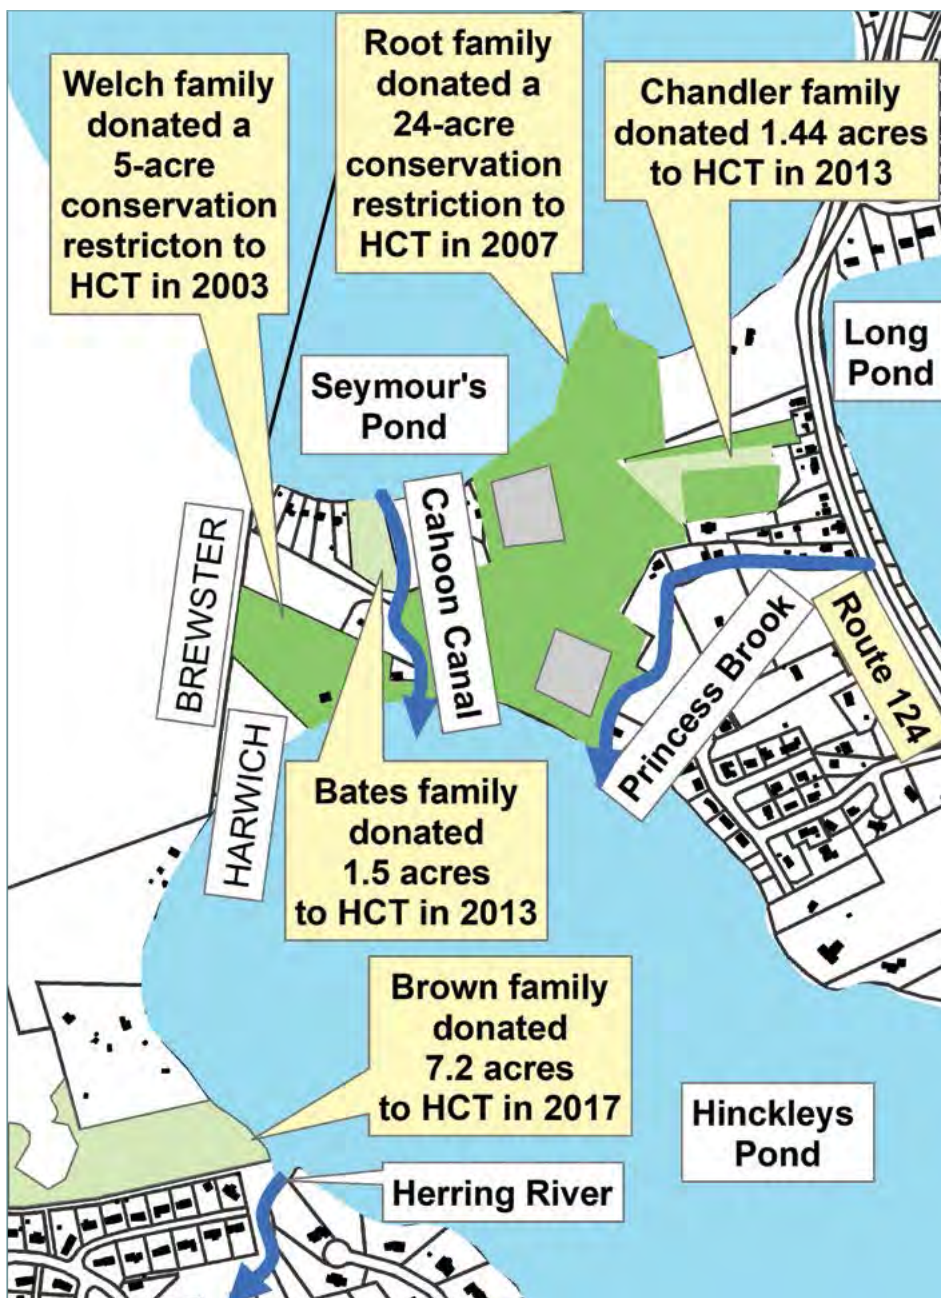 Welch family
donated a
5-acre
conservation
restricton to
HCT in 2003
Root family
donated a
24-acre
conservation
restriction to
HCT in 2007
Chandler family
donated 1.44 acres
to HCT in 2013
Long
Pond
Seymour's
Pond
Cahoon Canal
BREWSTER
HARWICH
Princess Brook
Route 124
Bates family
donated
1.5 acres
to HCT in 2013
Brown family
donated
7.2 acres
to HCT in 2017
Hinckleys
Pond
Herring River